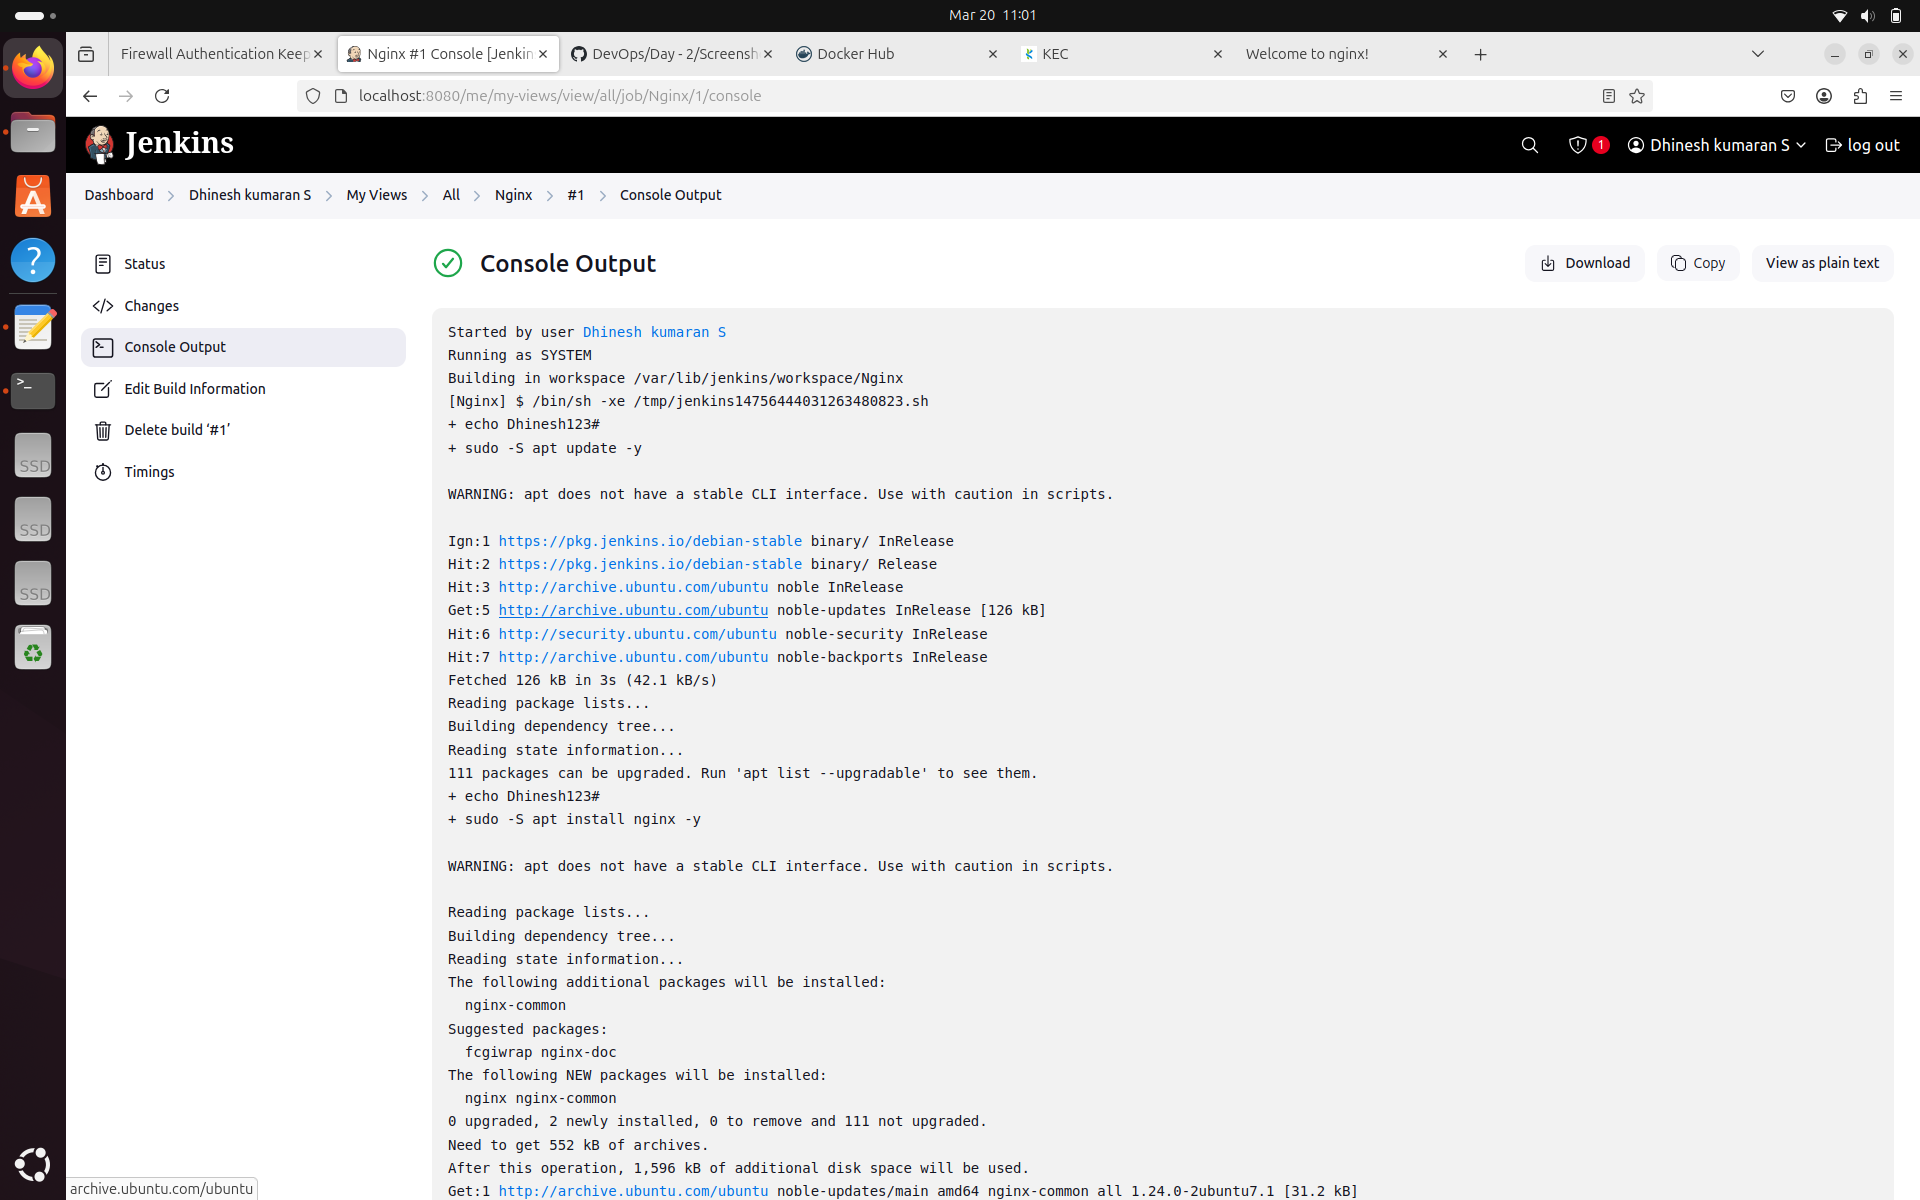 Mar 20 11:01
Firewall Authentication Keep
Nginx #1 Console [Jenkin
DevOps/Day - 2/Screensh
Docker Hub
KEC
Welcome to nginx!
localhost:8080/me/my-views/view/all/job/Nginx/1/console
Jenkins
1
Dhinesh kumaran S
log out
Dashboard
Dhinesh kumaran S
My Views
All
Nginx
#1
Console Output
Status
Changes
Console Output
Edit Build Information
Delete build ‘#1’
Timings
Console Output
Download
Copy
View as plain text
Started by user Dhinesh kumaran S
Running as SYSTEM
Building in workspace /var/lib/jenkins/workspace/Nginx
[Nginx] $ /bin/sh -xe /tmp/jenkins14756444031263480823.sh
+ echo Dhinesh123#
+ sudo -S apt update -y
WARNING: apt does not have a stable CLI interface. Use with caution in scripts.
Ign:1 https://pkg.jenkins.io/debian-stable binary/ InRelease
Hit:2 https://pkg.jenkins.io/debian-stable binary/ Release
Hit:3 http://archive.ubuntu.com/ubuntu noble InRelease
Get:5 http://archive.ubuntu.com/ubuntu noble-updates InRelease [126 kB]
Hit:6 http://security.ubuntu.com/ubuntu noble-security InRelease
Hit:7 http://archive.ubuntu.com/ubuntu noble-backports InRelease
Fetched 126 kB in 3s (42.1 kB/s)
Reading package lists...
Building dependency tree...
Reading state information...
111 packages can be upgraded. Run 'apt list --upgradable' to see them.
+ echo Dhinesh123#
+ sudo -S apt install nginx -y
WARNING: apt does not have a stable CLI interface. Use with caution in scripts.
Reading package lists...
Building dependency tree...
Reading state information...
The following additional packages will be installed:
nginx-common
Suggested packages:
fcgiwrap nginx-doc
The following NEW packages will be installed:
nginx nginx-common
0 upgraded, 2 newly installed, 0 to remove and 111 not upgraded.
Need to get 552 kB of archives.
After this operation, 1,596 kB of additional disk space will be used.
Get:1 http://archive.ubuntu.com/ubuntu noble-updates/main amd64 nginx-common all 1.24.0-2ubuntu7.1 [31.2 kB]
SSD
SSD
SSD
archive.ubuntu.com/ubuntu